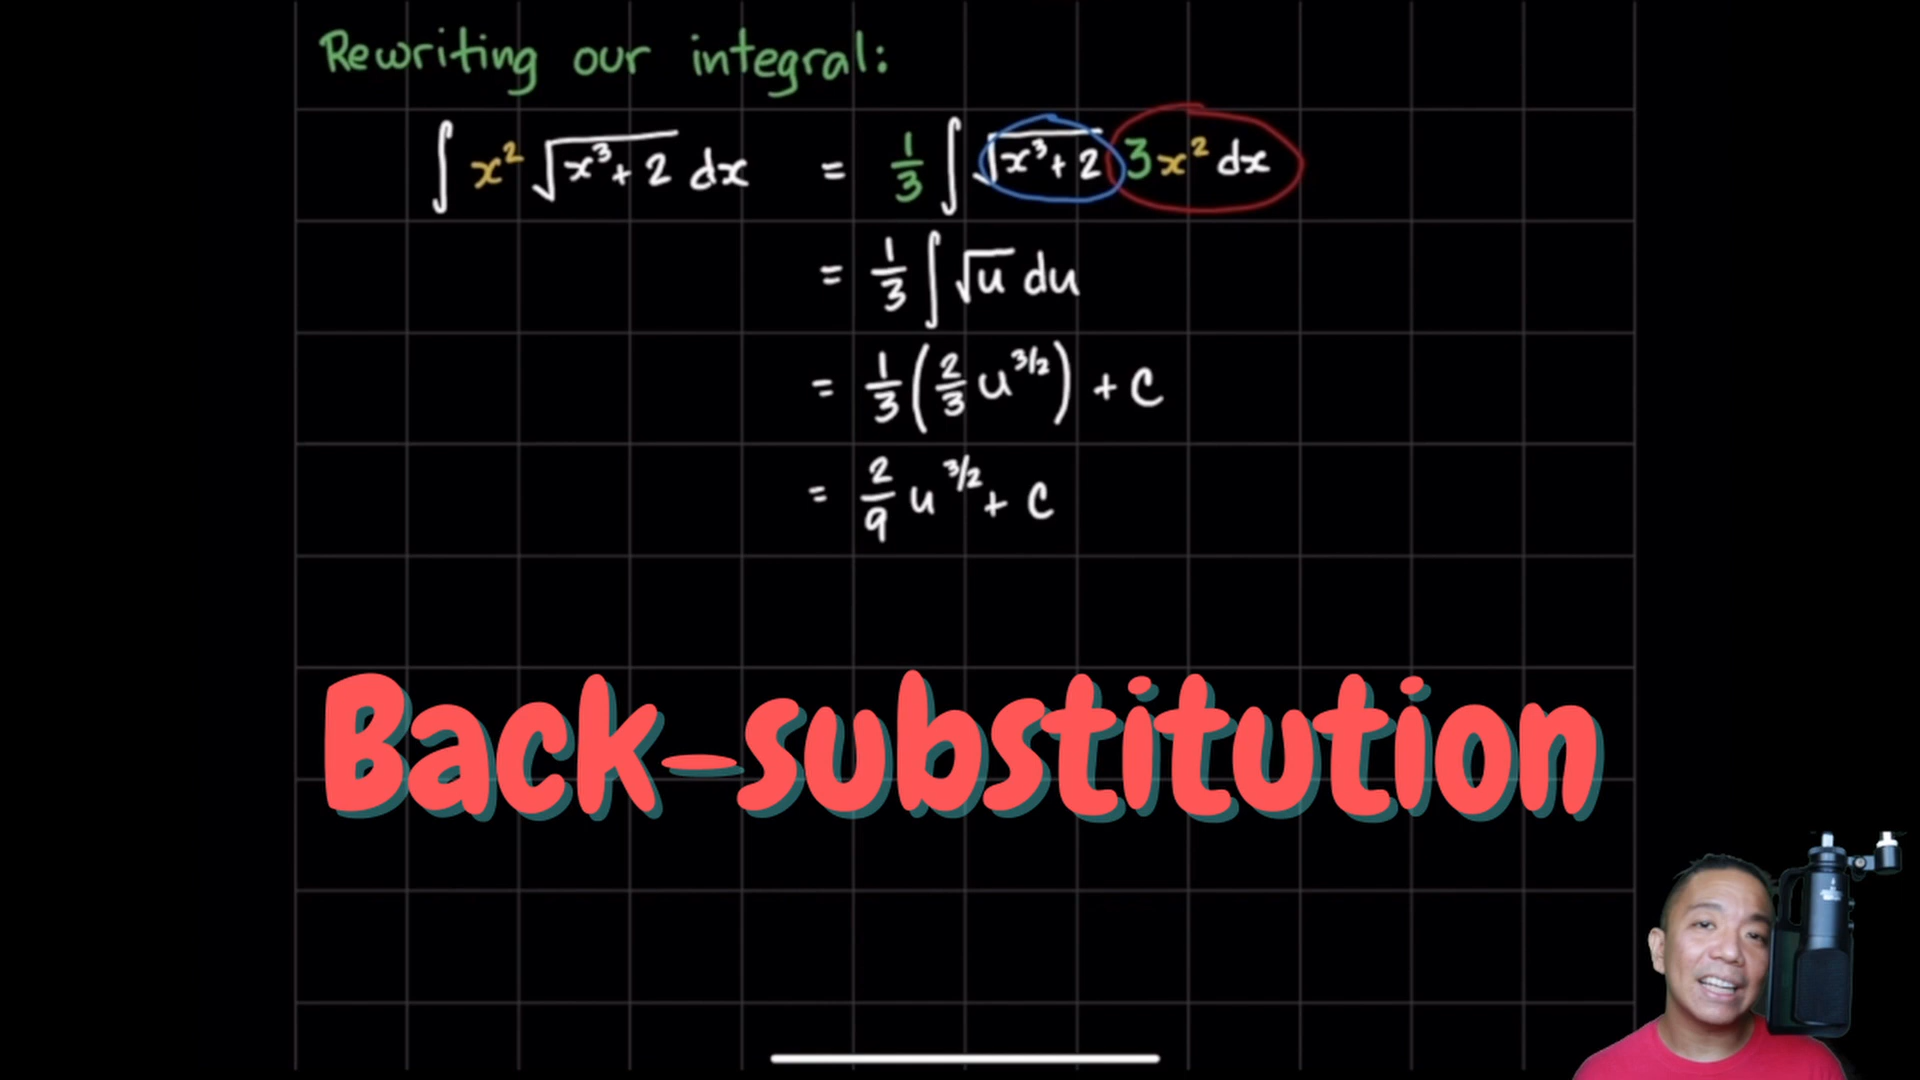 Rewriting our integral:
∫ x² √(x³+2) dx = 1/3 ∫ √(x³+2) 3x² dx
= 1/3 ∫ √u du
= 1/3 (2/3 u^3/2) + C
= 2/9 u^3/2 + C
Back-substitution